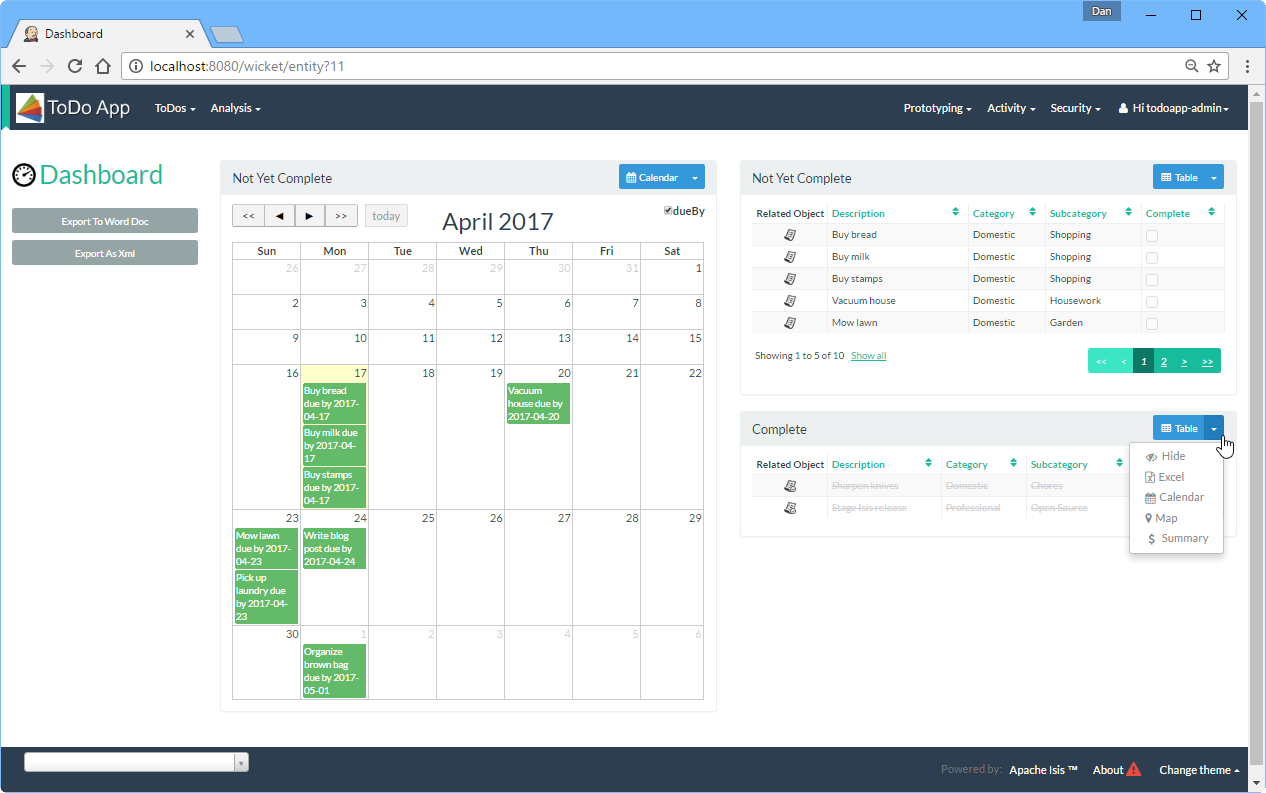 Dan
Dashboard
localhost:8080/wicket/entity?11
ToDo App ToDos Analysis Prototyping Activity Security Hi todoapp-admin
Dashboard
Export To Word Doc
Export As Xml
Not Yet Complete Calendar
<< >> today April 2017 dueBy
Sun Mon Tue Wed Thu Fri Sat
26 27 28 29 30 31 1
2 3 4 5 6 7 8
9 10 11 12 13 14 15
16 17 18 19 20 21 22
Buy bread
due by 2017-
04-17
Buy milk due
by 2017-04-
17
Buy stamps
due by 2017-
04-17
Vacuum
house due by
2017-04-20
23 24 25 26 27 28 29
Mow lawn
due by 2017-
04-23
Pick up
laundry due
by 2017-04-
23
Write blog
post due by
2017-04-24
30 1 2 3 4 5 6
Organize
brown bag
due by 2017-
05-01
Not Yet Complete Table
Related Object Description Category Subcategory Complete
Buy bread Domestic Shopping
Buy milk Domestic Shopping
Buy stamps Domestic Shopping
Vacuum house Domestic Housework
Mow lawn Domestic Garden
Showing 1 to 5 of 10 Show all << < 1 2 > >>
Complete Table
Related Object Description Category Subcategory
Sharpen knives Domestic Chores
Stage Isis release Professional Open Source
Hide
Excel
Calendar
Map
$ Summary
Powered by: Apache Isis ™ About Change theme